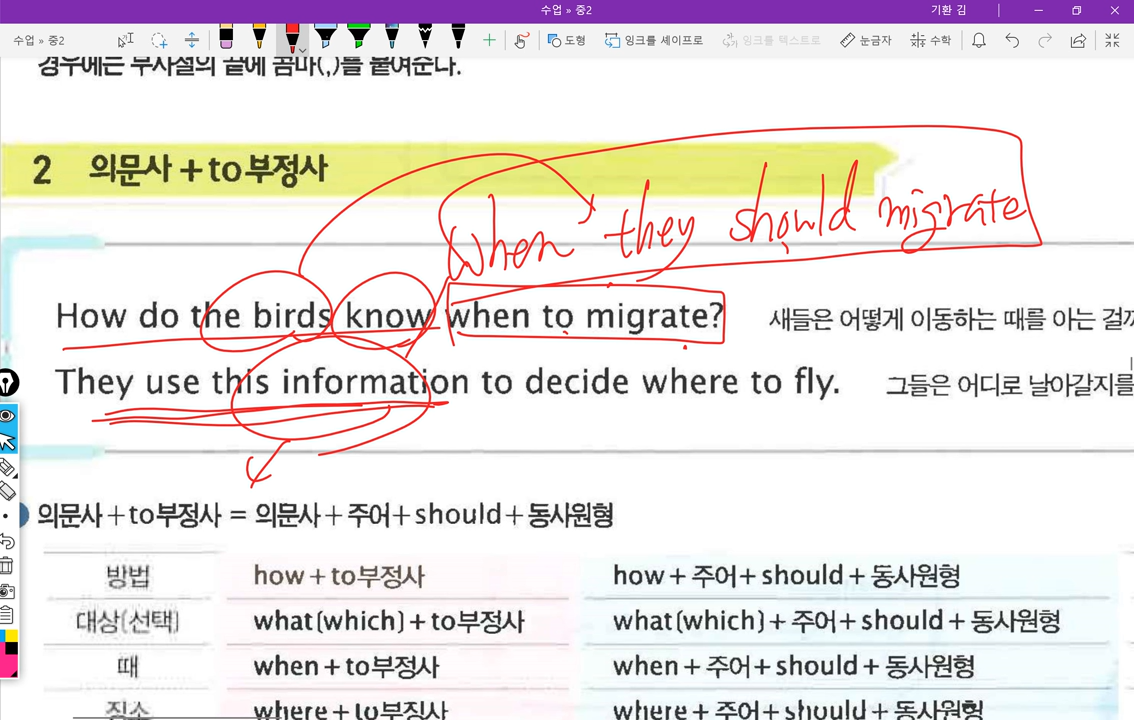 수업 » 중2
기환 김
수업 » 중2
도형
잉크를 셰이프로
잉크를 텍스트로
눈금자
수학
경우에는 부사절의 끝에 콤마(,)를 붙여준다.
2 의문사+to부정사
when they should migrate
How do the birds know when to migrate? 새들은 어떻게 이동하는 때를 아는 걸까
They use this information to decide where to fly. 그들은 어디로 날아갈지를
의문사+to부정사 = 의문사+주어+should+동사원형
방법 how+to부정사 how+주어+should+동사원형
대상(선택) what(which)+to부정사 what(which)+주어+should+동사원형
때 when+to부정사 when+주어+should+동사원형
장소 where+to부정사 where+주어+should+동사원형